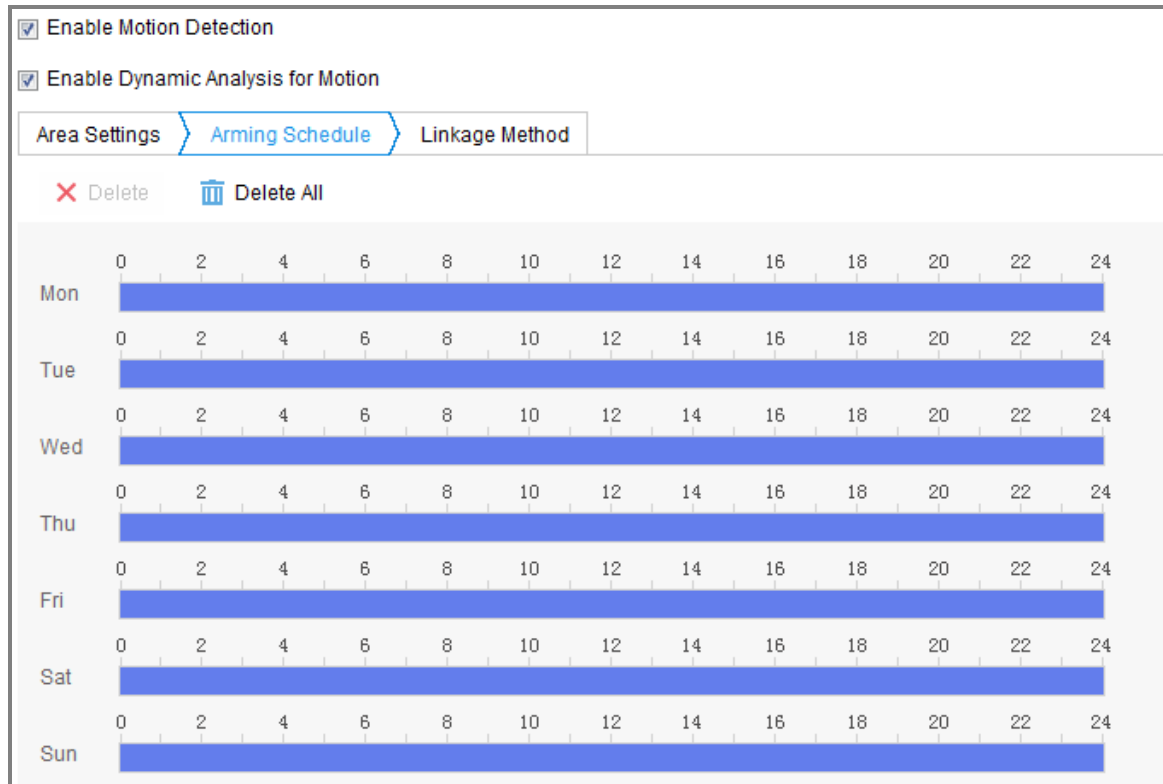 Enable Motion Detection
Enable Dynamic Analysis for Motion
Area Settings Arming Schedule Linkage Method
Delete Delete All
0 2 4 6 8 10 12 14 16 18 20 22 24
Mon
0 2 4 6 8 10 12 14 16 18 20 22 24
Tue
0 2 4 6 8 10 12 14 16 18 20 22 24
Wed
0 2 4 6 8 10 12 14 16 18 20 22 24
Thu
0 2 4 6 8 10 12 14 16 18 20 22 24
Fri
0 2 4 6 8 10 12 14 16 18 20 22 24
Sat
0 2 4 6 8 10 12 14 16 18 20 22 24
Sun